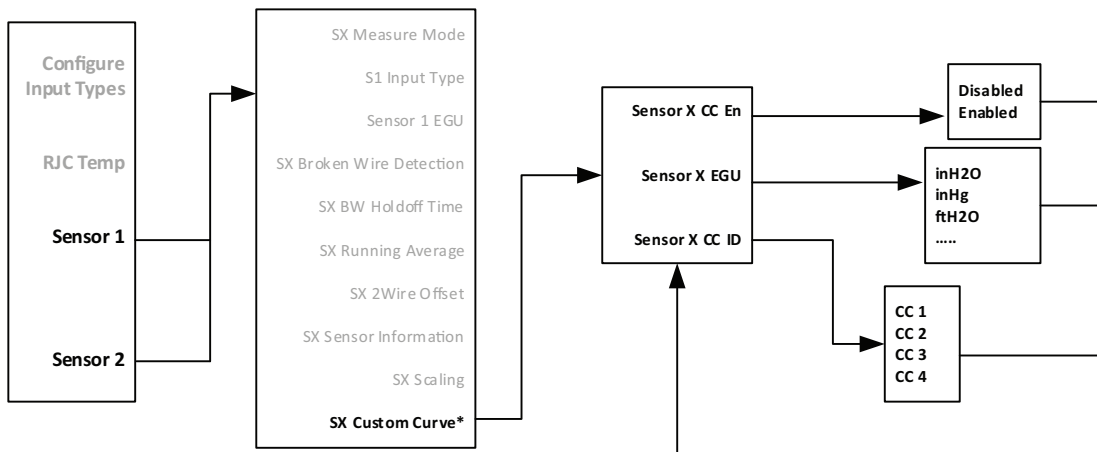 Configure
Input Types
RJC Temp
Sensor 1
Sensor 2
SX Measure Mode
S1 Input Type
Sensor 1 EGU
SX Broken Wire Detection
SX BW Holdoff Time
SX Running Average
SX 2Wire Offset
SX Sensor Information
SX Scaling
SX Custom Curve*
Sensor X CC En
Sensor X EGU
Sensor X CC ID
Disabled
Enabled
inH2O
inHg
ftH2O
.....
CC 1
CC 2
CC 3
CC 4